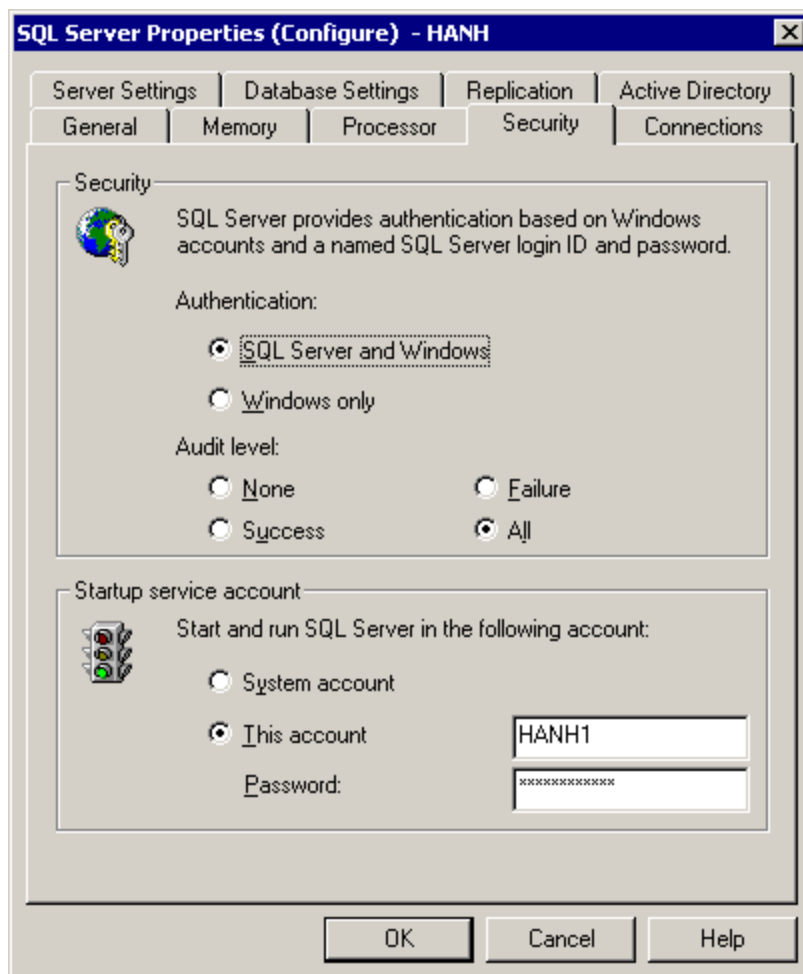 SQL Server Properties (Configure) - HANH
Server Settings
Database Settings
Replication
Active Directory
General
Memory
Processor
Security
Connections
Security
SQL Server provides authentication based on Windows
accounts and a named SQL Server login ID and password.
Authentication:
SQL Server and Windows
Windows only
Audit level:
None
Failure
Success
All
Startup service account
Start and run SQL Server in the following account:
System account
This account
HANH1
Password:
************
OK
Cancel
Help